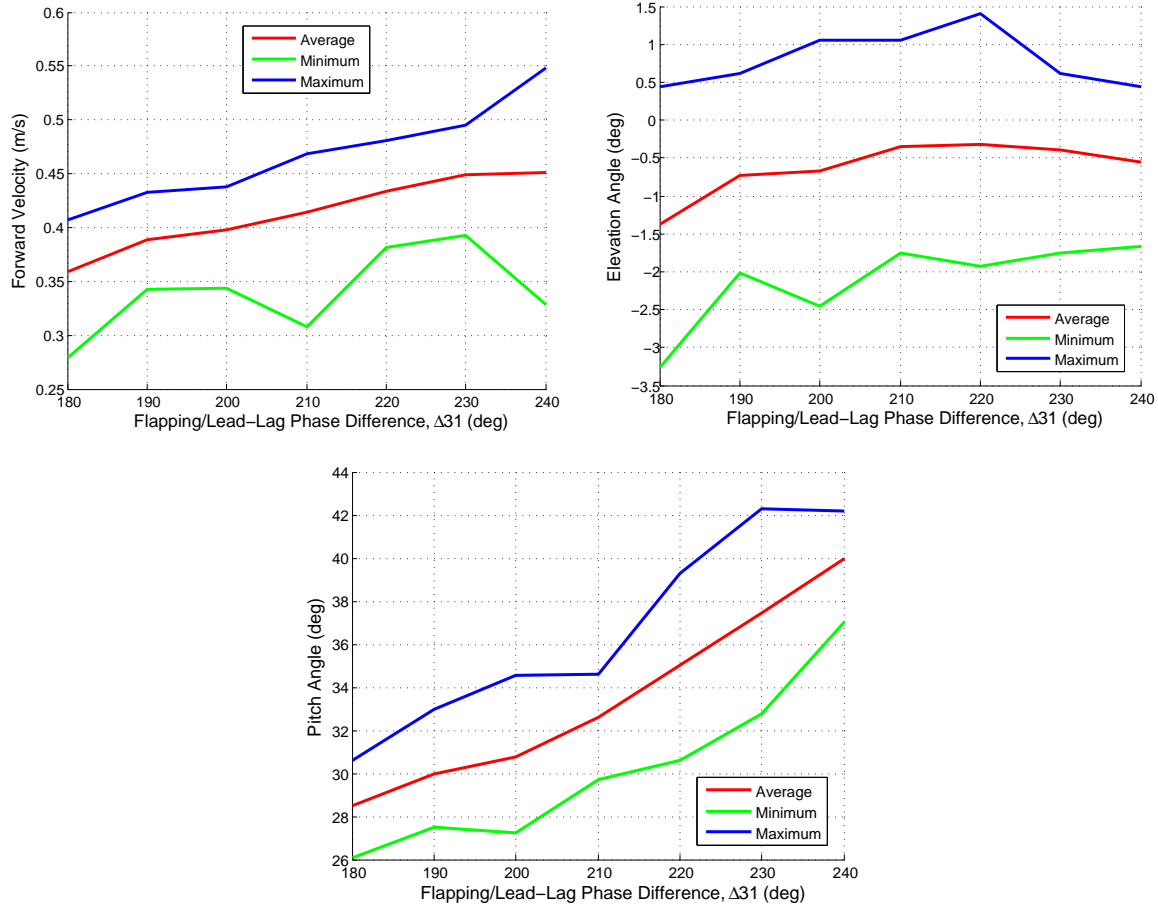 0.6
0.55
0.5
0.45
0.4
0.35
0.3
0.25
Forward Velocity (m/s)
Average
Minimum
Maximum
180 190 200 210 220 230 240
Flapping/Lead−Lag Phase Difference, Δ31 (deg)
1.5
1
0.5
0
−0.5
−1
−1.5
−2
−2.5
−3
−3.5
Elevation Angle (deg)
Average
Minimum
Maximum
180 190 200 210 220 230 240
Flapping/Lead−Lag Phase Difference, Δ31 (deg)
44
42
40
38
36
34
32
30
28
26
Pitch Angle (deg)
Average
Minimum
Maximum
180 190 200 210 220 230 240
Flapping/Lead−Lag Phase Difference, Δ31 (deg)